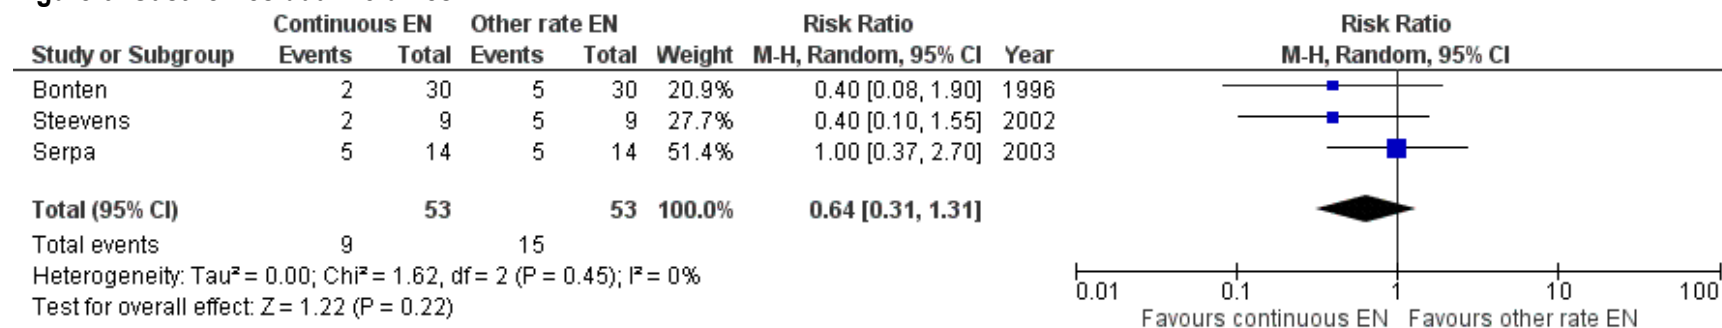 Continuous EN Other rate EN Risk Ratio Risk Ratio
Study or Subgroup Events Total Events Total Weight M-H, Random, 95% CI Year M-H, Random, 95% CI
Bonten 2 30 5 30 20.9% 0.40 [0.08, 1.90] 1996
Steevens 2 9 5 9 27.7% 0.40 [0.10, 1.55] 2002
Serpa 5 14 5 14 51.4% 1.00 [0.37, 2.70] 2003
Total (95% CI) 53 53 100.0% 0.64 [0.31, 1.31]
Total events 9 15
Heterogeneity: Tau² = 0.00; Chi² = 1.62, df = 2 (P = 0.45); I² = 0%
Test for overall effect: Z = 1.22 (P = 0.22)
0.01 0.1 1 10 100
Favours continuous EN Favours other rate EN